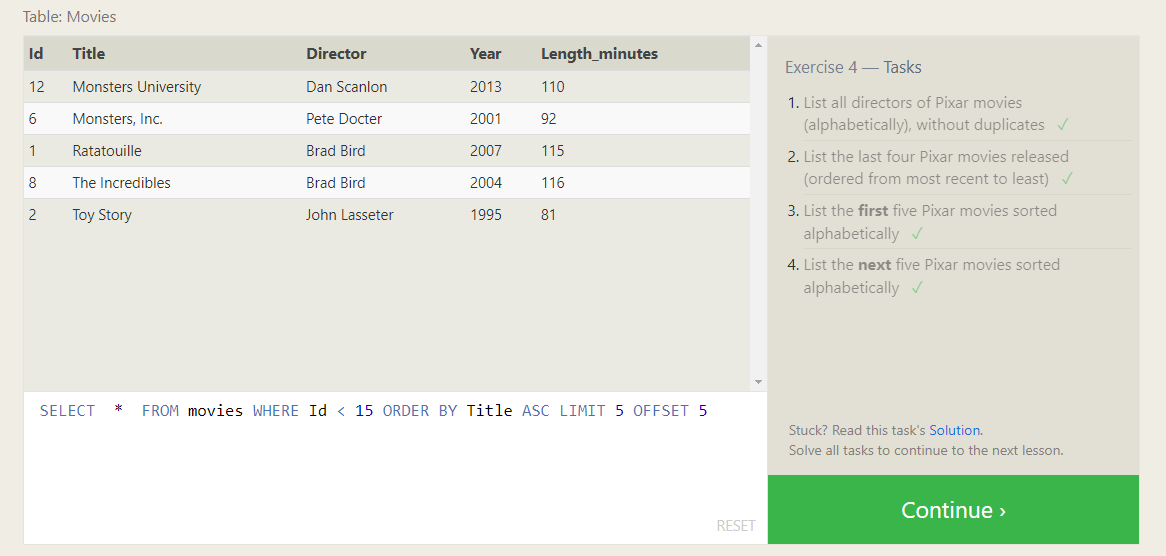 Table: Movies
Id Title Director Year Length_minutes
12 Monsters University Dan Scanlon 2013 110
6 Monsters, Inc. Pete Docter 2001 92
1 Ratatouille Brad Bird 2007 115
8 The Incredibles Brad Bird 2004 116
2 Toy Story John Lasseter 1995 81
SELECT * FROM movies WHERE Id < 15 ORDER BY Title ASC LIMIT 5 OFFSET 5
RESET
Exercise 4 — Tasks
1. List all directors of Pixar movies
(alphabetically), without duplicates ✓
2. List the last four Pixar movies released
(ordered from most recent to least) ✓
3. List the first five Pixar movies sorted
alphabetically ✓
4. List the next five Pixar movies sorted
alphabetically ✓
Stuck? Read this task's Solution.
Solve all tasks to continue to the next lesson.
Continue ›